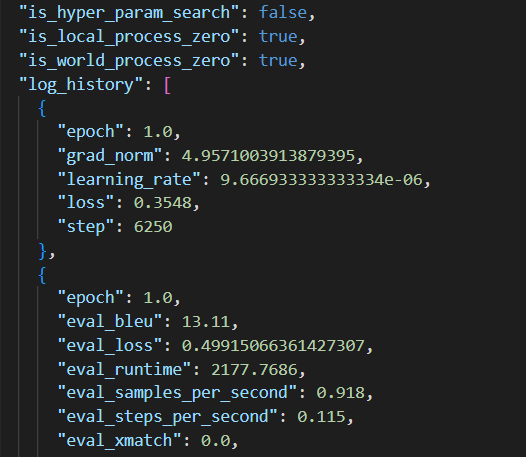 "is_hyper_param_search": false,
"is_local_process_zero": true,
"is_world_process_zero": true,
"log_history": [
{
"epoch": 1.0,
"grad_norm": 4.9571003913879395,
"learning_rate": 9.666933333333334e-06,
"loss": 0.3548,
"step": 6250
},
{
"epoch": 1.0,
"eval_bleu": 13.11,
"eval_loss": 0.49915066361427307,
"eval_runtime": 2177.7686,
"eval_samples_per_second": 0.918,
"eval_steps_per_second": 0.115,
"eval_xmatch": 0.0,